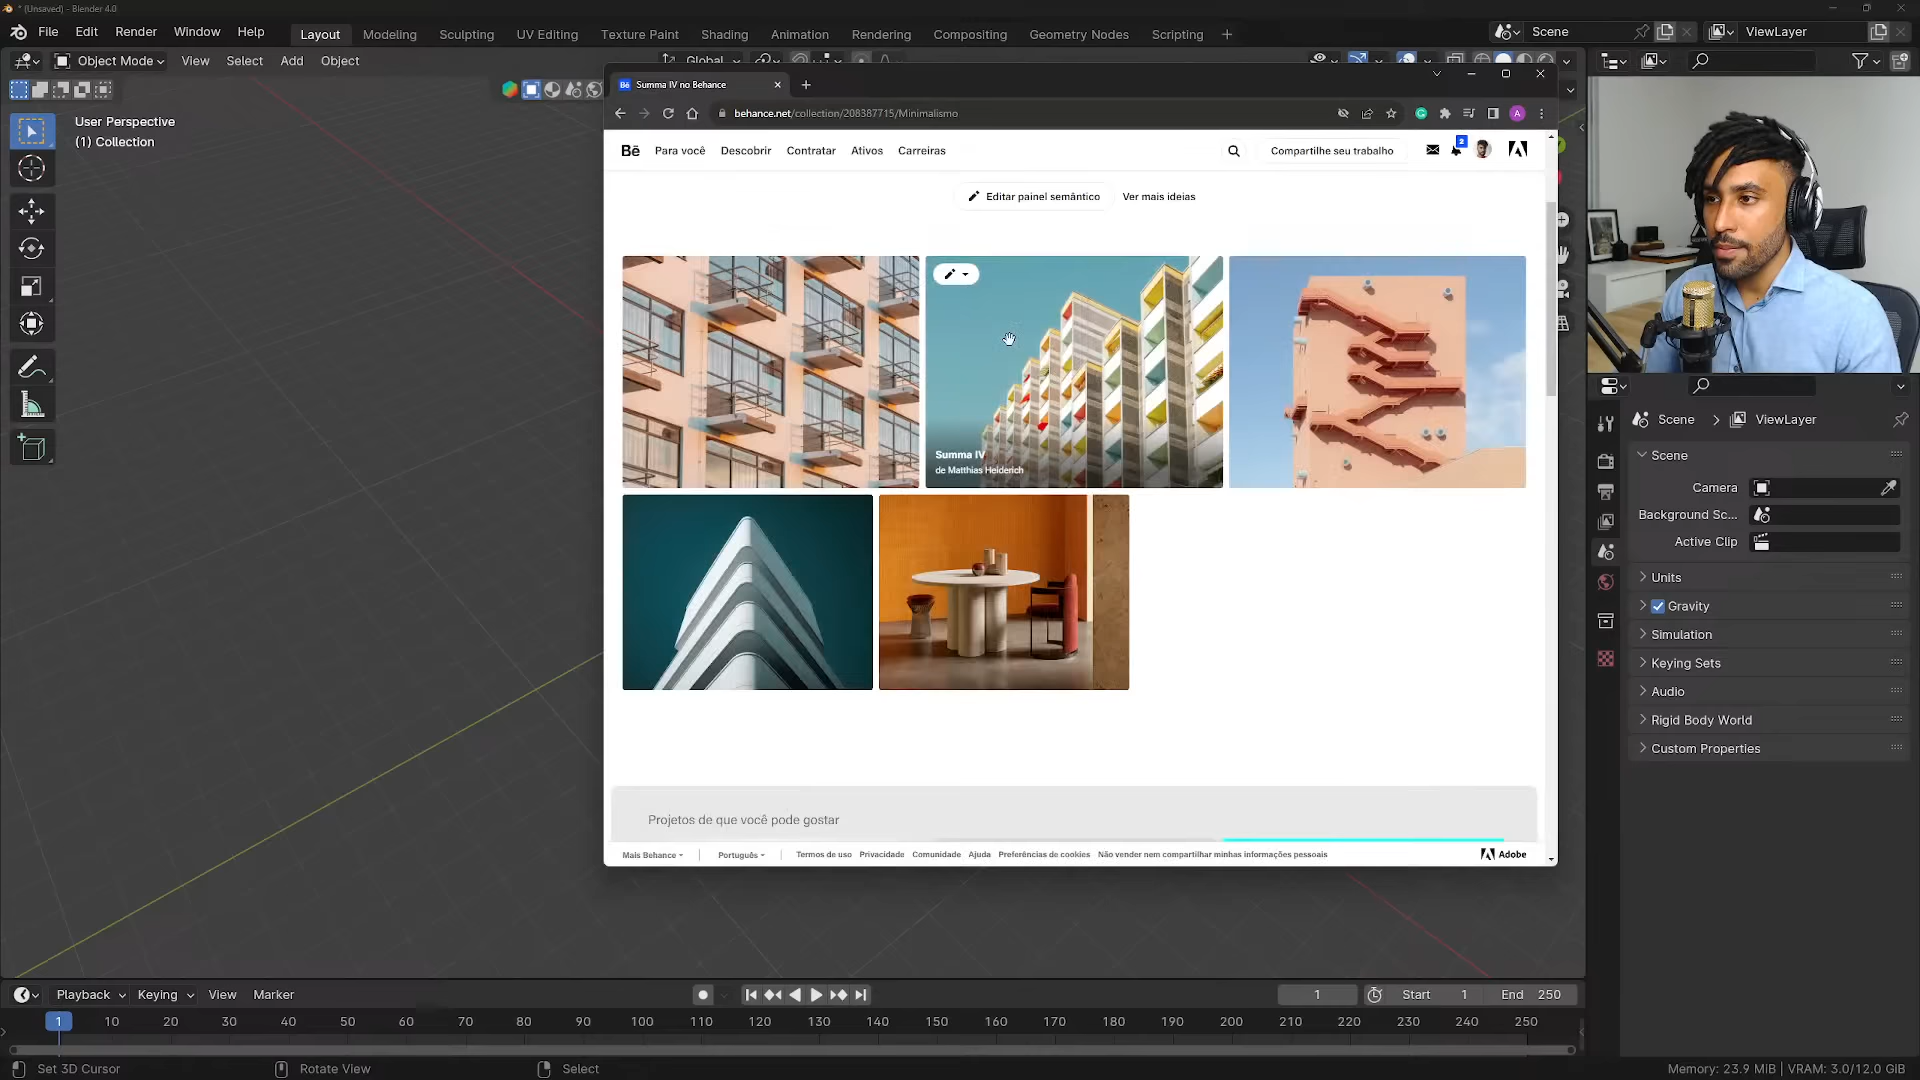 * (Unsaved) - Blender 4.0
File Edit Render Window Help
Layout Modeling Sculpting UV Editing Texture Paint Shading Animation Rendering Compositing Geometry Nodes Scripting +
Scene
ViewLayer
Object Mode View Select Add Object
Global
User Perspective
(1) Collection
Bē Summa IV no Behance
behance.net/collection/208387715/Minimalismo
A
Bē Para você Descobrir Contratar Ativos Carreiras
Compartilhe seu trabalho
2
Editar painel semântico Ver mais ideias
Summa IV
de Matthias Heiderich
Projetos de que você pode gostar
Mais Behance Português Termos de uso Privacidade Comunidade Ajuda Preferências de cookies Não vender nem compartilhar minhas informações pessoais
Adobe
Scene > ViewLayer
Scene
Camera
Background Sc...
Active Clip
Units
Gravity
Simulation
Keying Sets
Audio
Rigid Body World
Custom Properties
Playback Keying View Marker
1 Start 1 End 250
1 10 20 30 40 50 60 70 80 90 100 110 120 130 140 150 160 170 180 190 200 210 220 230 240 250
Set 3D Cursor Rotate View Select
Memory: 23.9 MiB | VRAM: 3.0/12.0 GiB